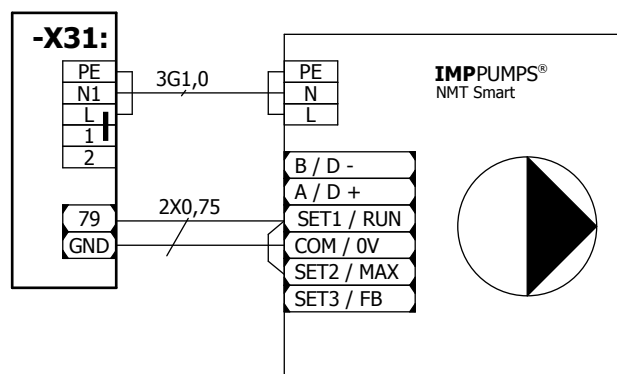 -X31:
PE
N1
L
1
2
79
GND
3G1,0
2X0,75
PE
N
L
IMPPUMPS®
NMT Smart
B / D -
A / D +
SET1 / RUN
COM / 0V
SET2 / MAX
SET3 / FB